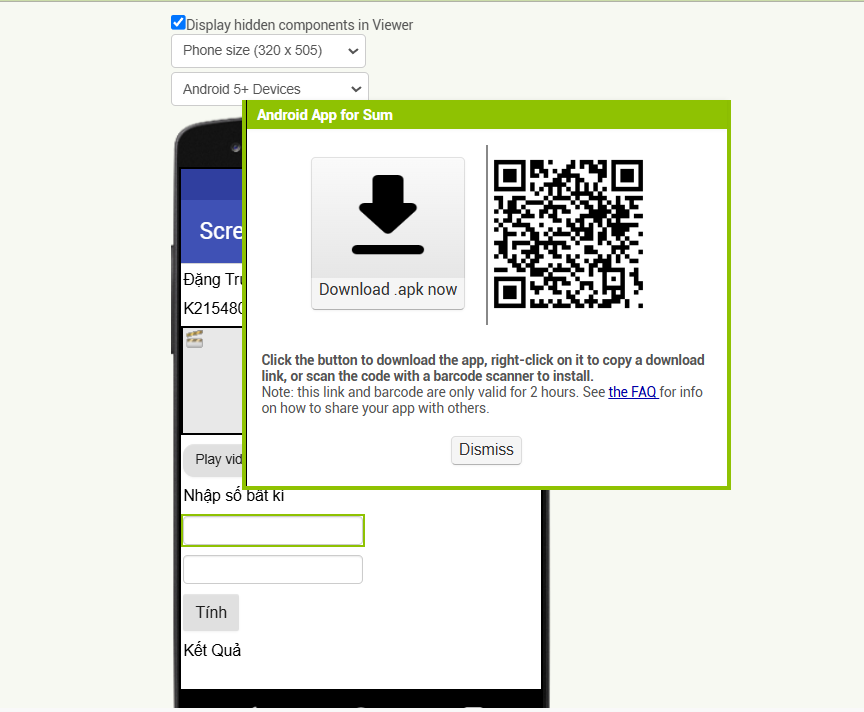 Display hidden components in Viewer
Phone size (320 x 505)
Android 5+ Devices
Android App for Sum
Download .apk now
Click the button to download the app, right-click on it to copy a download
link, or scan the code with a barcode scanner to install.
Note: this link and barcode are only valid for 2 hours. See the FAQ for info
on how to share your app with others.
Dismiss
Scre
Đặng Trư
K215480
Play vid
Nhập số bất kì
Tính
Kết Quả